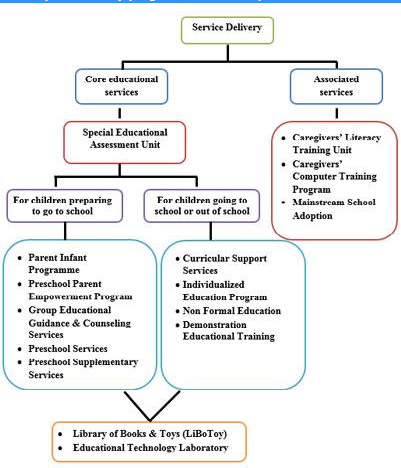 Service Delivery
Core educational
services
Associated
services
Special Educational
Assessment Unit
• Caregivers' Literacy
Training Unit
• Caregivers'
Computer Training
Program
• Mainstream School
Adoption
For children preparing
to go to school
For children going to
school or out of school
• Parent Infant
Programme
• Preschool Parent
Empowerment Program
• Group Educational
Guidance & Counseling
Services
• Preschool Services
• Preschool Supplementary
Services
• Curricular Support
Services
• Individualized
Education Program
• Non Formal Education
• Demonstration
Educational Training
• Library of Books & Toys (LiBoToy)
• Educational Technology Laboratory